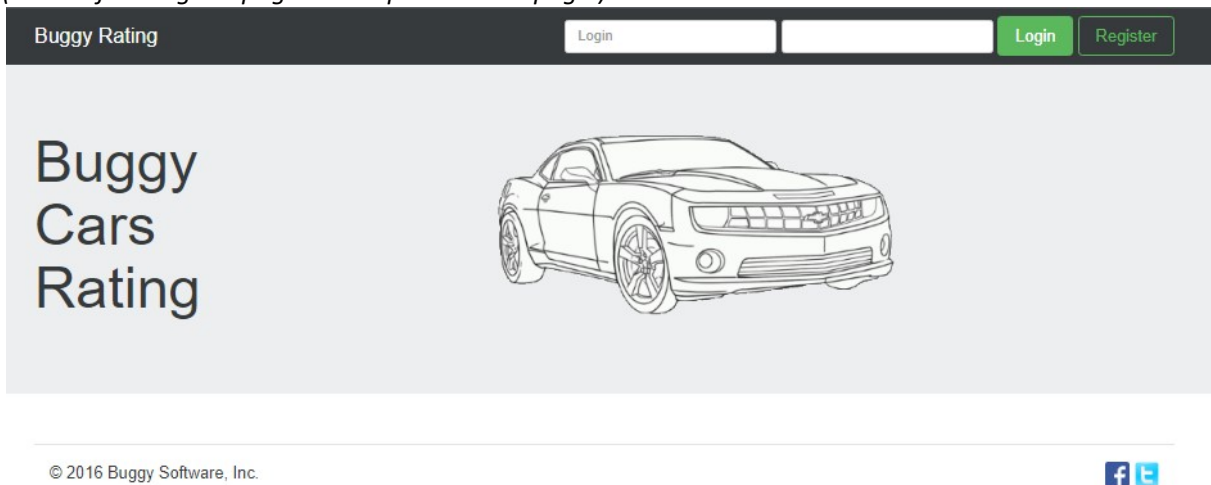 Buggy Rating
Login
Login
Register
Buggy
Cars
Rating
© 2016 Buggy Software, Inc.